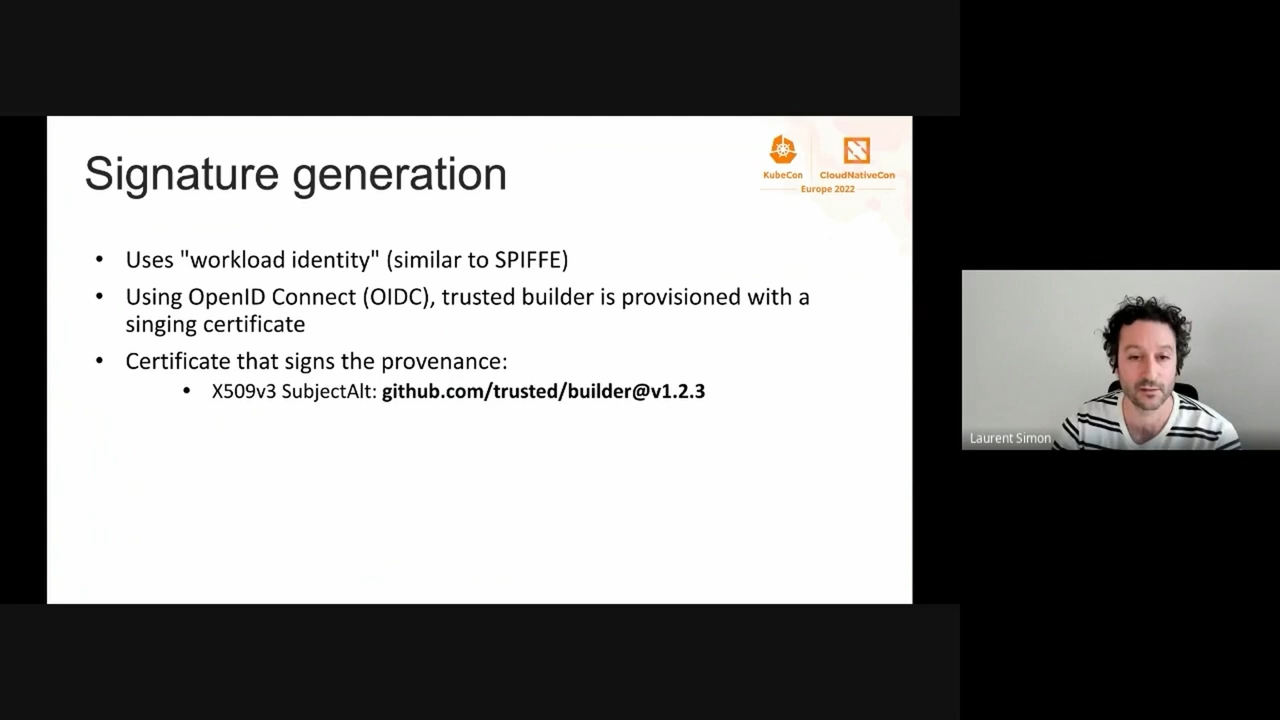 Signature generation
KubeCon
CloudNativeCon
Europe 2022
• Uses "workload identity" (similar to SPIFFE)
• Using OpenID Connect (OIDC), trusted builder is provisioned with a
singing certificate
• Certificate that signs the provenance:
• X509v3 SubjectAlt: github.com/trusted/builder@v1.2.3
Laurent Simon